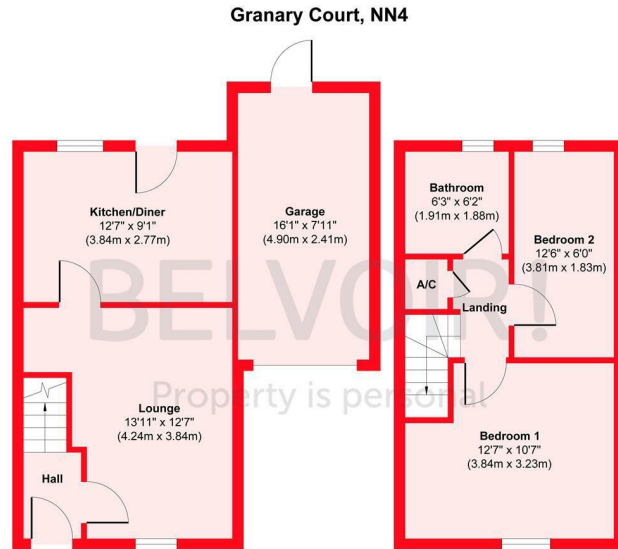 Granary Court, NN4
Kitchen/Diner
12'7" x 9'1"
(3.84m x 2.77m)
Garage
16'1" x 7'11"
(4.90m x 2.41m)
Lounge
13'11" x 12'7"
(4.24m x 3.84m)
Hall
Bathroom
6'3" x 6'2"
(1.91m x 1.88m)
Bedroom 2
12'6" x 6'0"
(3.81m x 1.83m)
A/C
Landing
Bedroom 1
12'7" x 10'7"
(3.84m x 3.23m)
BELVOIR!
Property is personal